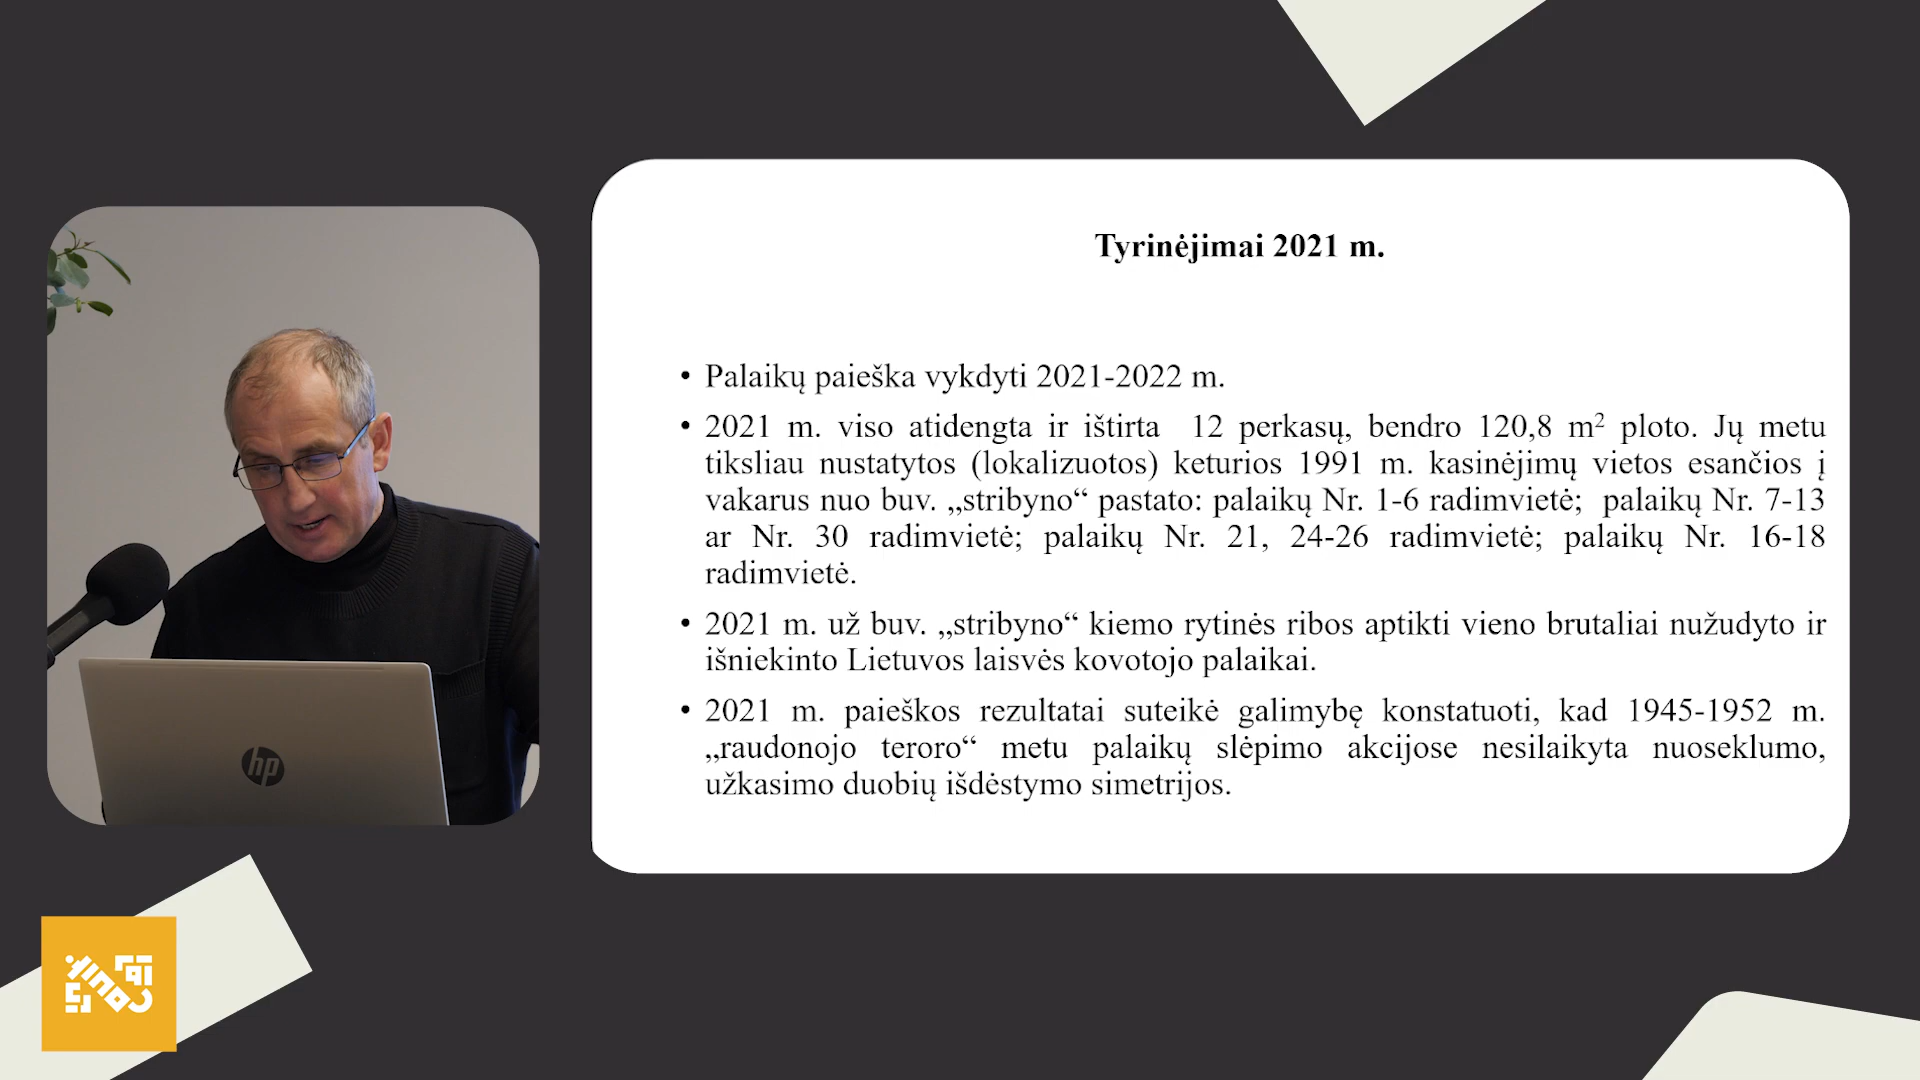 Tyrinėjimai 2021 m.
• Palaikų paieška vykdyti 2021-2022 m.
• 2021 m. viso atidengta ir ištirta 12 perkasų, bendro 120,8 m² ploto. Jų metu
tiksliau nustatytos (lokalizuotos) keturios 1991 m. kasinėjimų vietos esančios į
vakarus nuo buv. „stribyno“ pastato: palaikų Nr. 1-6 radimvietė; palaikų Nr. 7-13
ar Nr. 30 radimvietė; palaikų Nr. 21, 24-26 radimvietė; palaikų Nr. 16-18
radimvietė.
• 2021 m. už buv. „stribyno“ kiemo rytinės ribos aptikti vieno brutaliai nužudyto ir
išniekinto Lietuvos laisvės kovotojo palaikai.
• 2021 m. paieškos rezultatai suteikė galimybę konstatuoti, kad 1945-1952 m.
„raudonojo teroro“ metu palaikų slėpimo akcijose nesilaikyta nuoseklumo,
užkasimo duobių išdėstymo simetrijos.
hp